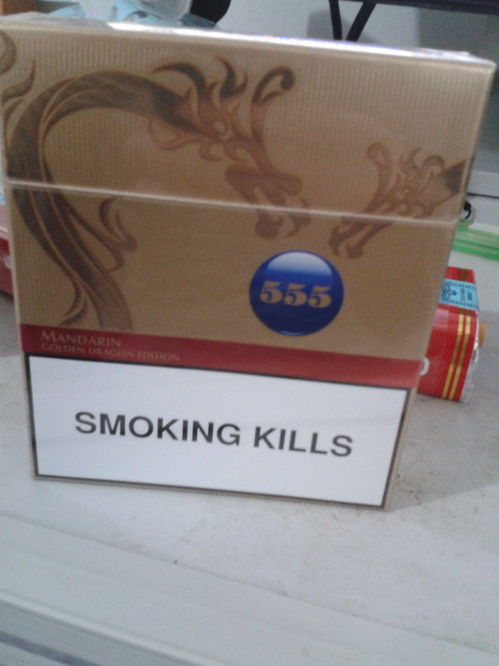 555
MANDARIN
GOLDEN DRAGON EDITION
SMOKING KILLS